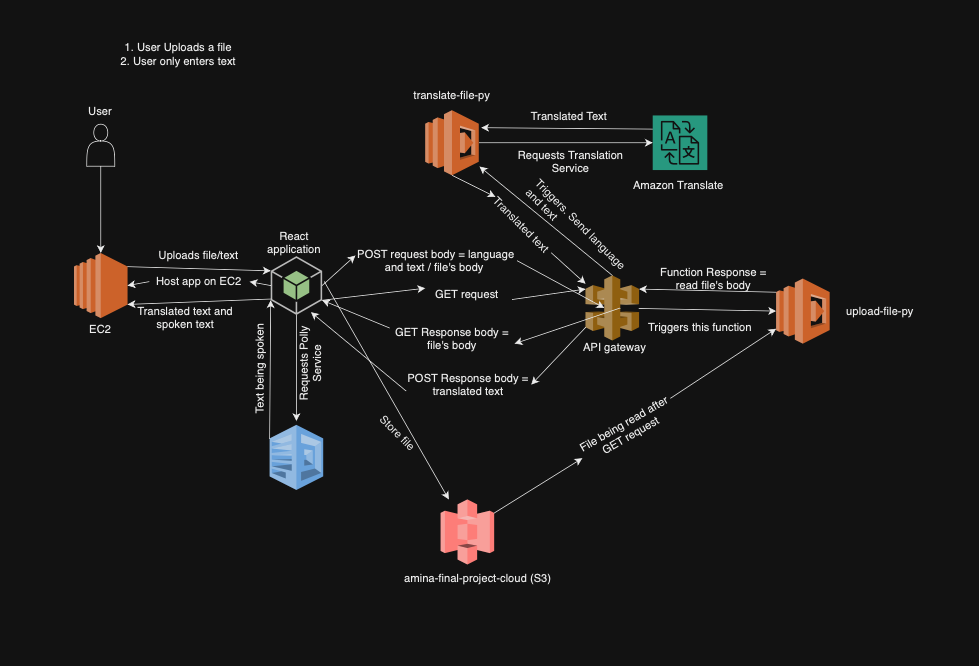 1. User Uploads a file
2. User only enters text
translate-file-py
User
Translated Text
Requests Translation
Service
Amazon Translate
Triggers. Send language
and text
Translated text
React
application
Uploads file/text
POST request body = language
and text / file's body
Function Response =
read file's body
Host app on EC2
GET request
Translated text and
spoken text
EC2
upload-file-py
Triggers this function
GET Response body =
file's body
API gateway
Text being spoken
Requests Polly
Service
POST Response body =
translated text
Store file
File being read after
GET request
amina-final-project-cloud (S3)
A
文